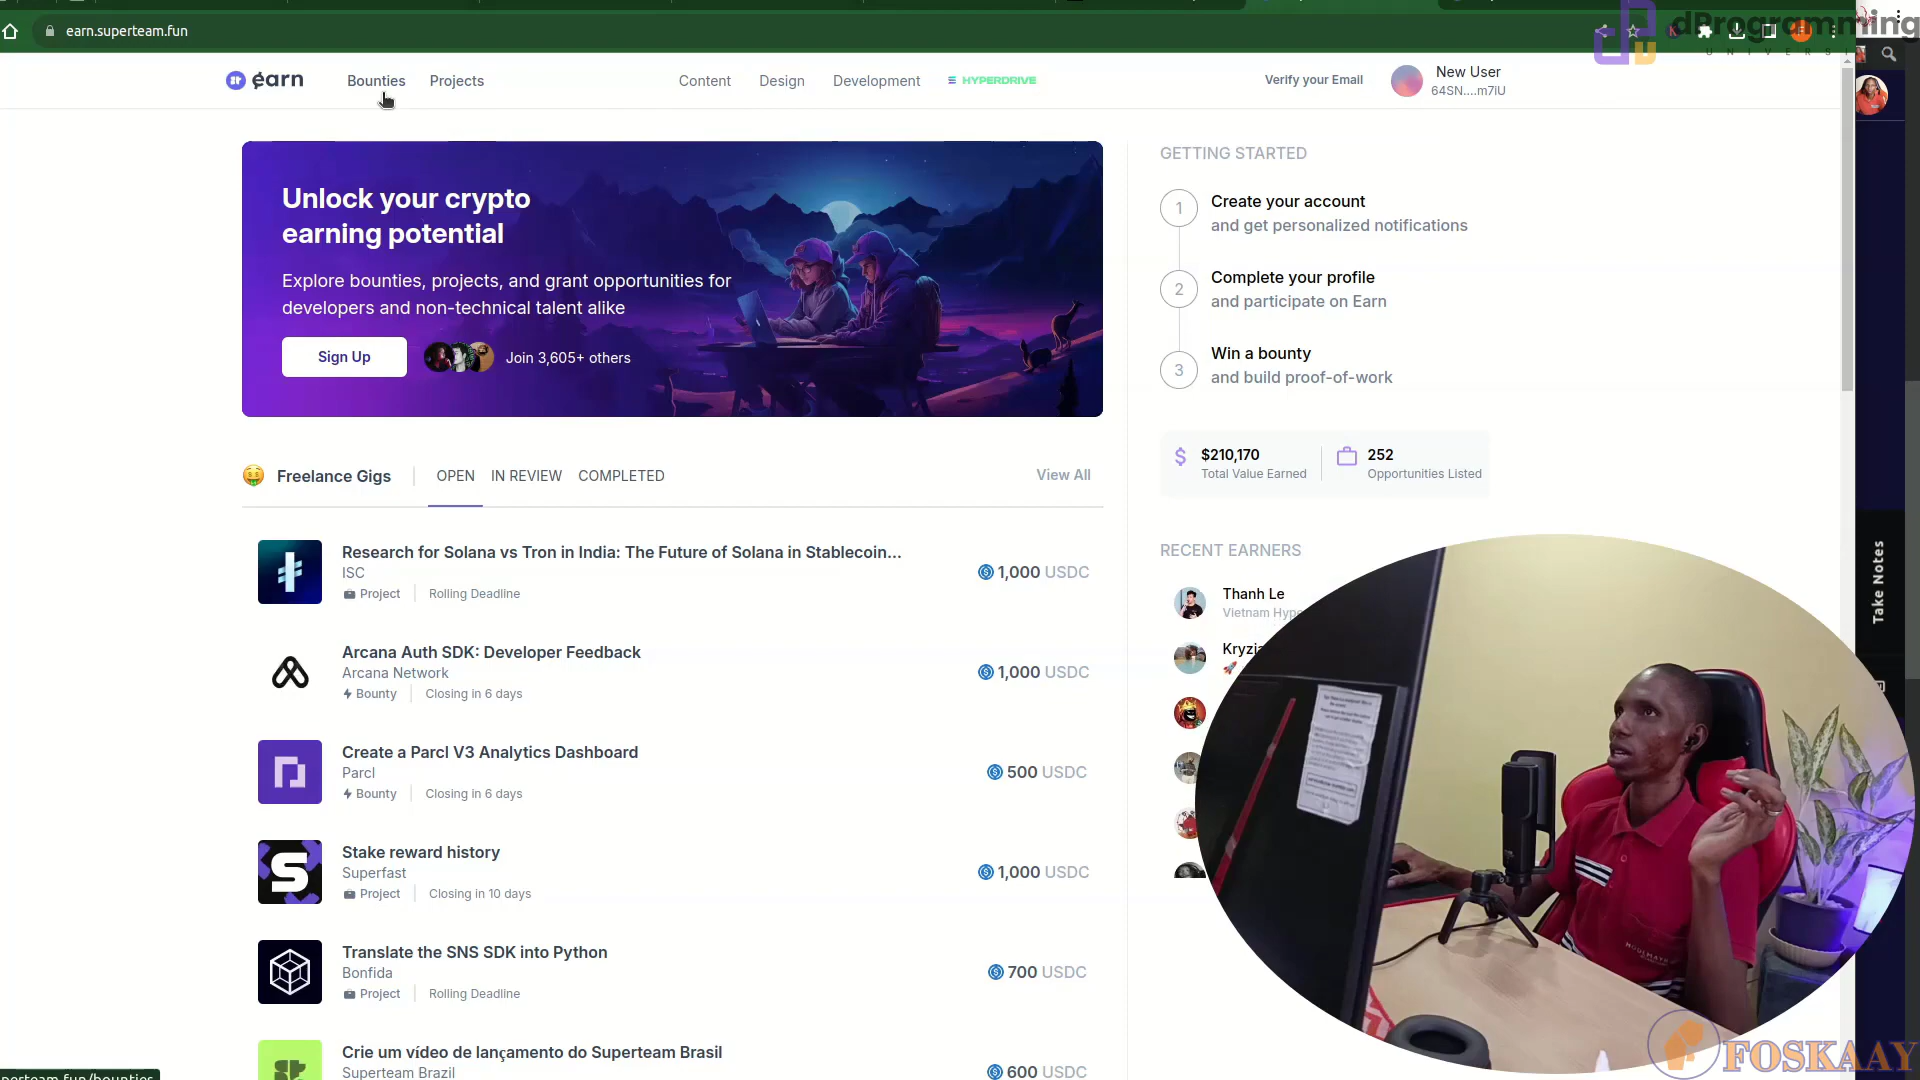 dProgramming
UNIVERSI
earn.superteam.fun
earn
Bounties
Projects
Content
Design
Development
HYPERDRIVE
Verify your Email
New User
64SN....m7iU
Unlock your crypto
earning potential
Explore bounties, projects, and grant opportunities for
developers and non-technical talent alike
Sign Up
Join 3,605+ others
GETTING STARTED
1
Create your account
and get personalized notifications
2
Complete your profile
and participate on Earn
3
Win a bounty
and build proof-of-work
$210,170
Total Value Earned
252
Opportunities Listed
Freelance Gigs
OPEN
IN REVIEW
COMPLETED
View All
Research for Solana vs Tron in India: The Future of Solana in Stablecoin...
ISC
Project
Rolling Deadline
1,000 USDC
Arcana Auth SDK: Developer Feedback
Arcana Network
Bounty
Closing in 6 days
1,000 USDC
Create a Parcl V3 Analytics Dashboard
Parcl
Bounty
Closing in 6 days
500 USDC
Stake reward history
Superfast
Project
Closing in 10 days
1,000 USDC
Translate the SNS SDK into Python
Bonfida
Project
Rolling Deadline
700 USDC
Crie um vídeo de lançamento do Superteam Brasil
Superteam Brazil
600 USDC
RECENT EARNERS
Thanh Le
Vietnam Hype
Kryzia
Take Notes
perteam.fun/bounties
FOSKAAY